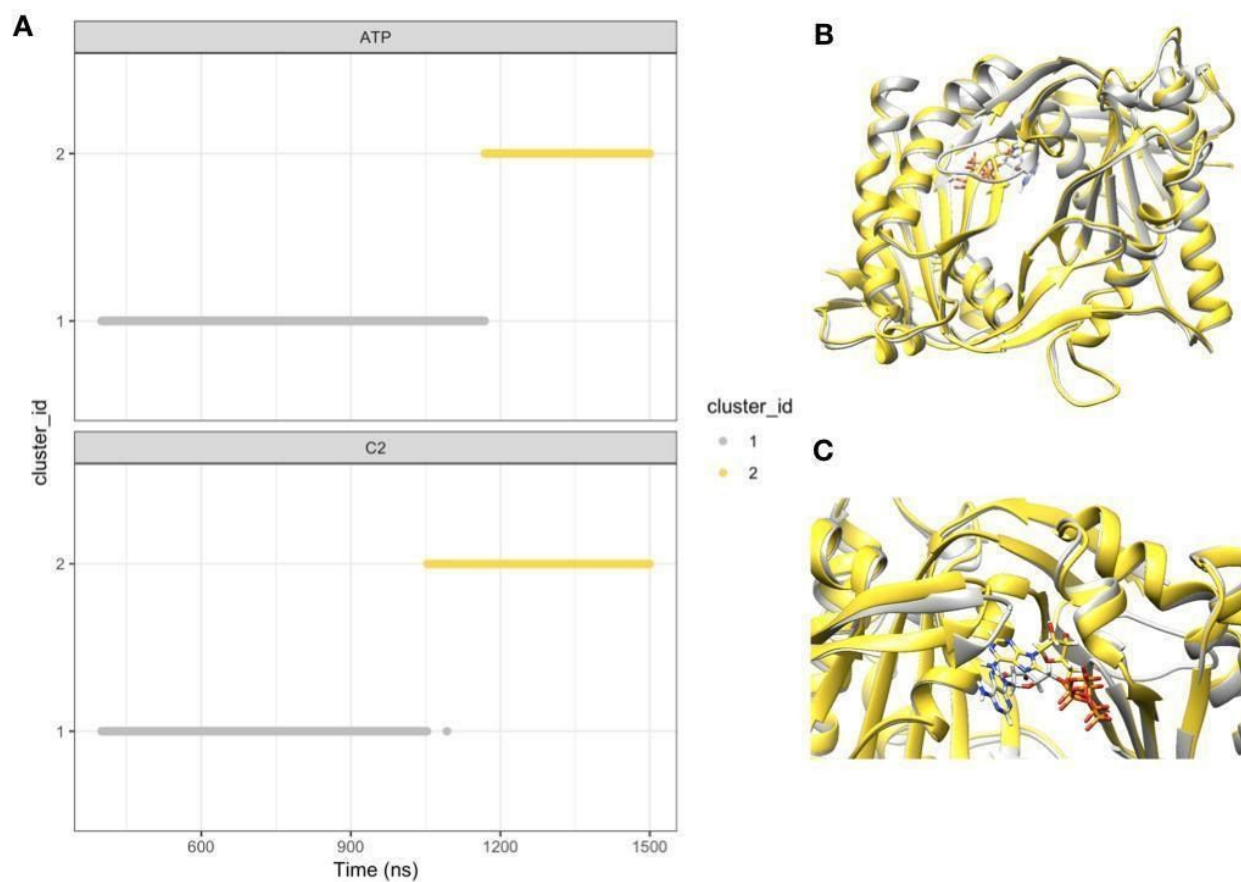 A
ATP
2
1
C2
2
1
cluster_id
600
900
1200
1500
Time (ns)
cluster_id
1
2
B
C